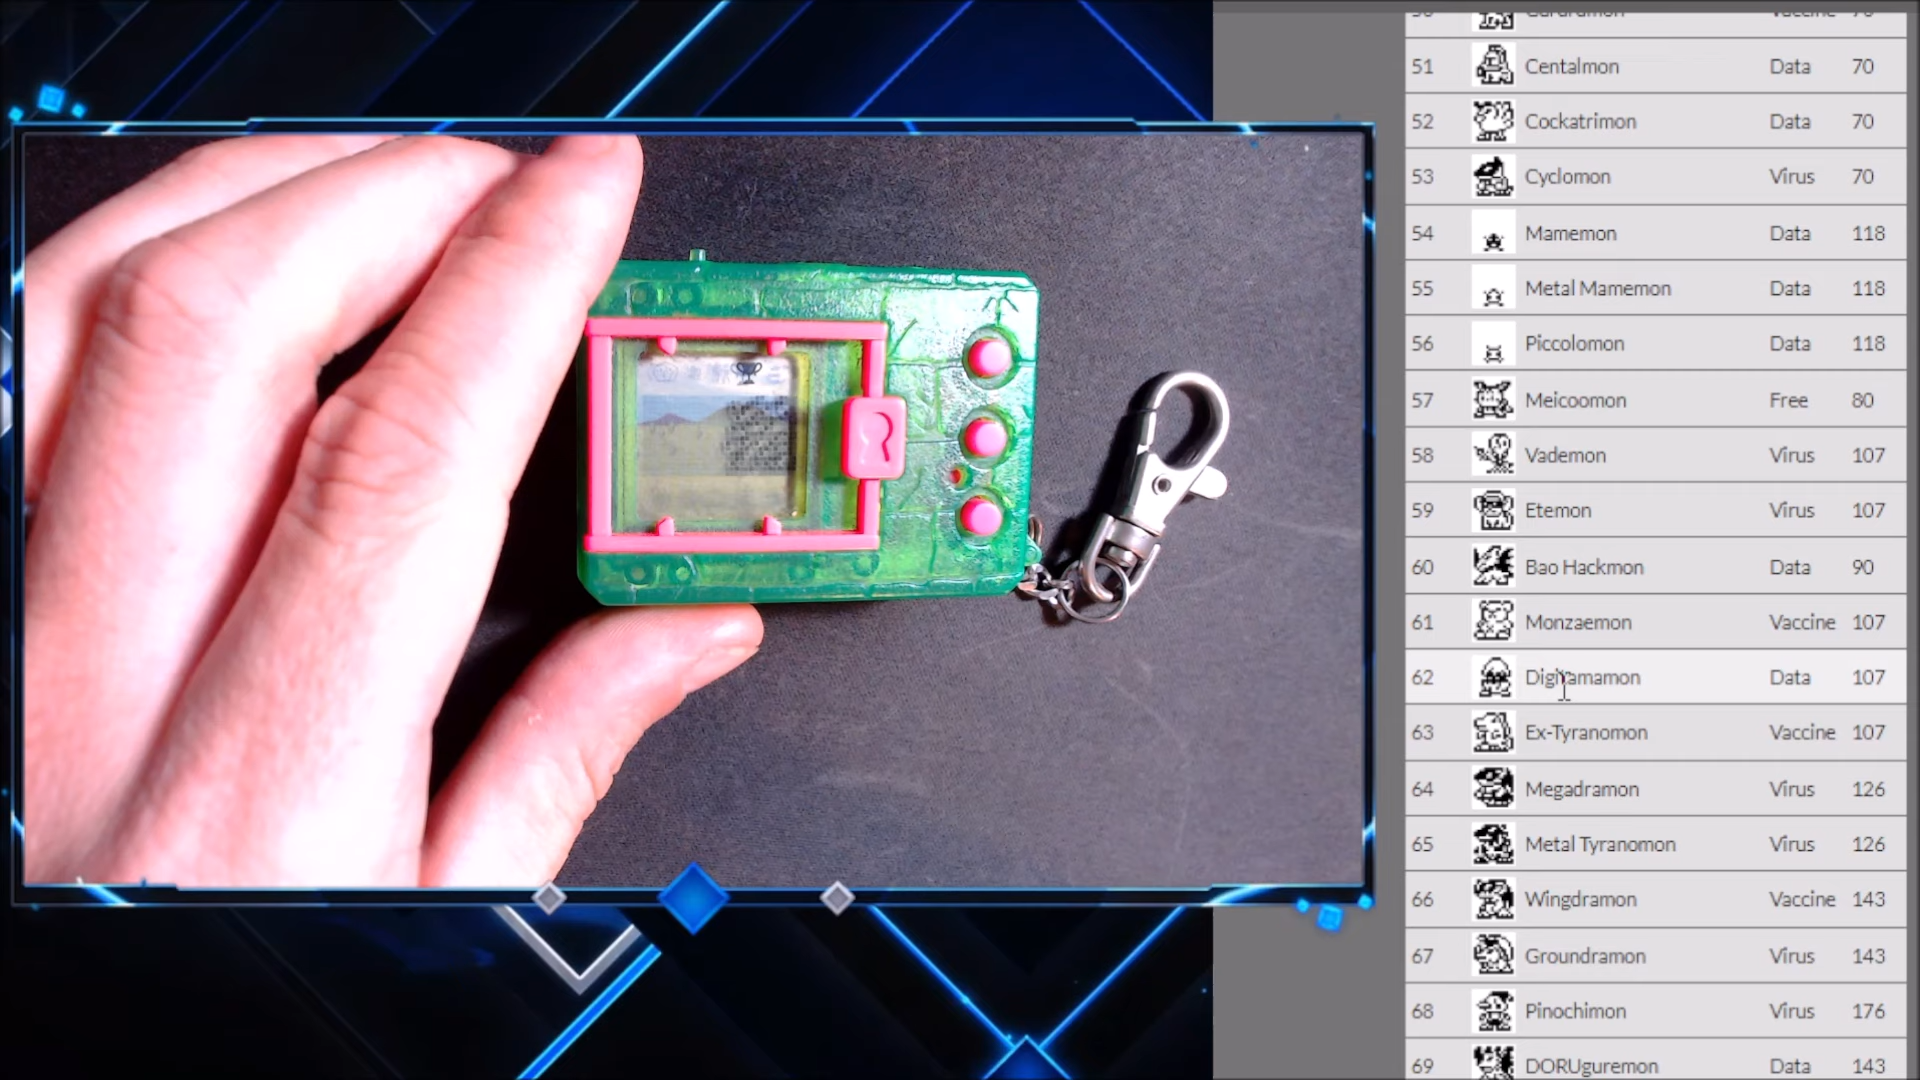 51 Centalmon Data 70
52 Cockatrimon Data 70
53 Cyclomon Virus 70
54 Mamemon Data 118
55 Metal Mamemon Data 118
56 Piccolomon Data 118
57 Meicoomon Free 80
58 Vademon Virus 107
59 Etemon Virus 107
60 Bao Hackmon Data 90
61 Monzaemon Vaccine 107
62 Digitamamon Data 107
63 Ex-Tyranomon Vaccine 107
64 Megadramon Virus 126
65 Metal Tyranomon Virus 126
66 Wingdramon Vaccine 143
67 Groundramon Virus 143
68 Pinochimon Virus 176
69 DORUguremon Data 143